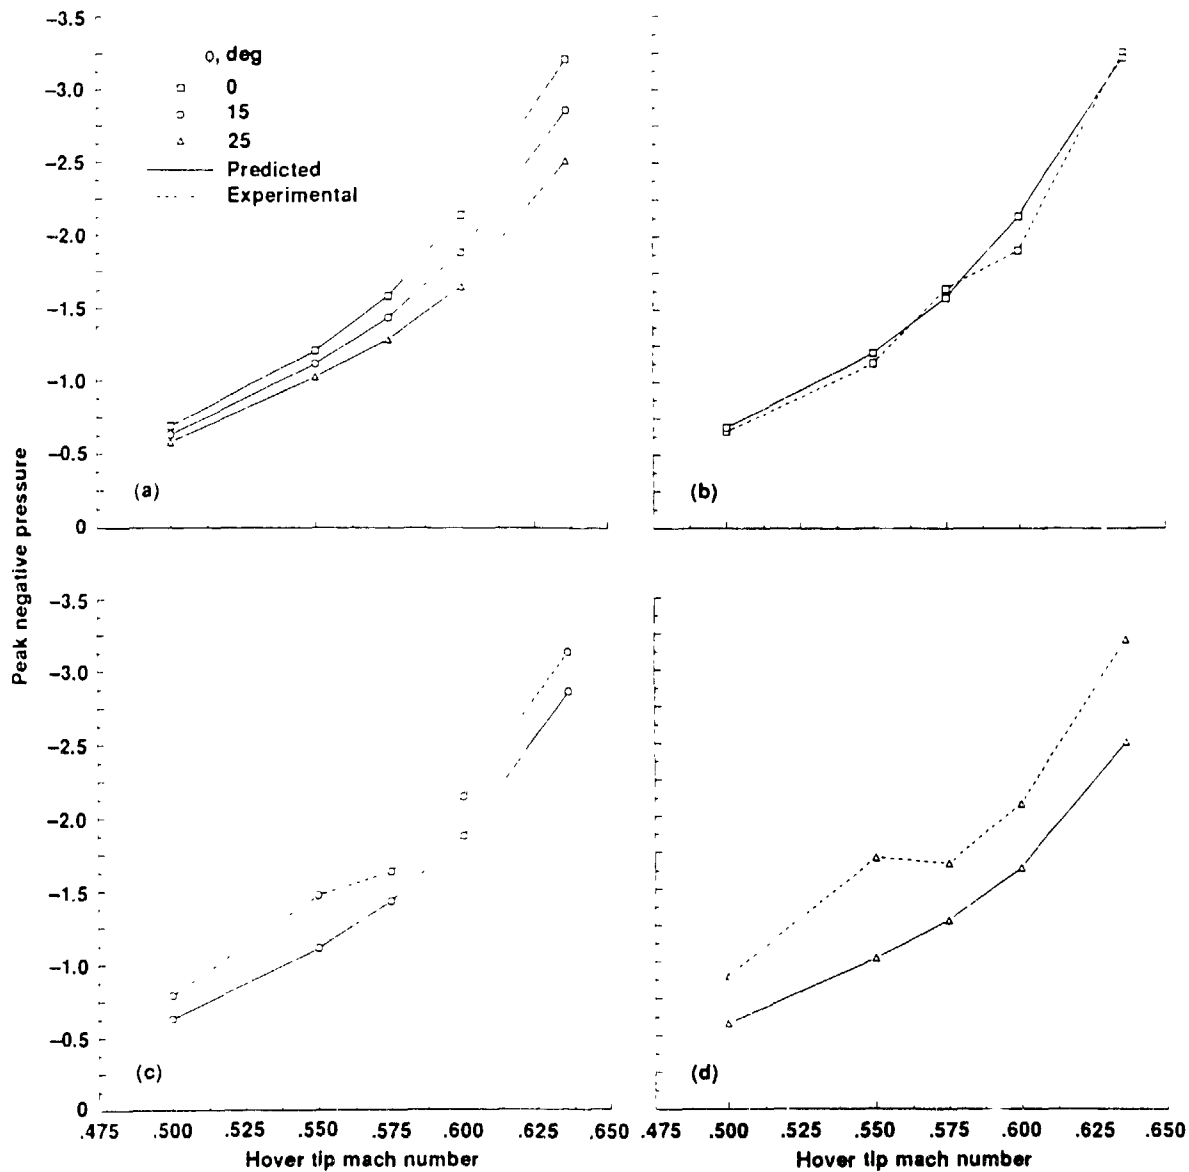 −3.5
−3.0
−2.5
−2.0
−1.5
−1.0
−0.5
0
o, deg
0
15
25
Predicted
Experimental
(a)
(b)
Peak negative pressure
−3.5
−3.0
−2.5
−2.0
−1.5
−1.0
−0.5
0
(c)
(d)
.475 .500 .525 .550 .575 .600 .625 .650
.475 .500 .525 .550 .575 .600 .625 .650
Hover tip mach number
Hover tip mach number